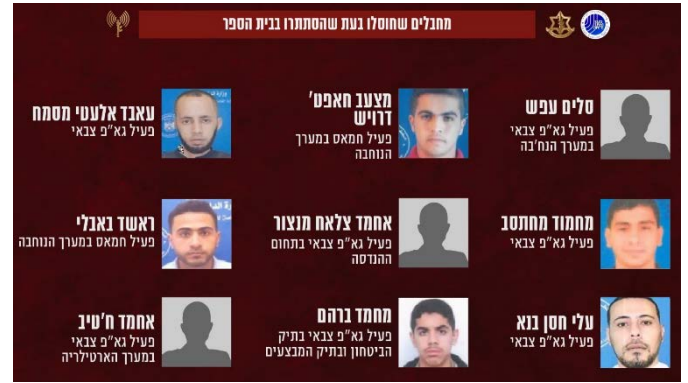 מחבלים שחוסלו בעת שהסתתרו בבית הספר
סלים עפש
פעיל גא"פ צבאי
במערך הנח'בה
מצעב חאפט'
דרויש
פעיל חמאס במערך
הנוחבה
עאבד אלעטי מסמח
פעיל גא"פ צבאי
מחמוד מחתסב
פעיל גא"פ צבאי
אחמד צלאח מנצור
פעיל גא"פ צבאי בתחום
ההנדסה
ראשד באבלי
פעיל חמאס במערך הנוחבה
עלי חסן בנא
פעיל גא"פ צבאי
מחמד ברהם
פעיל גא"פ צבאי בתיק
הביטחון ובתיק המבצעים
אחמד ח'טיב
פעיל גא"פ צבאי
במערך הארטילריה